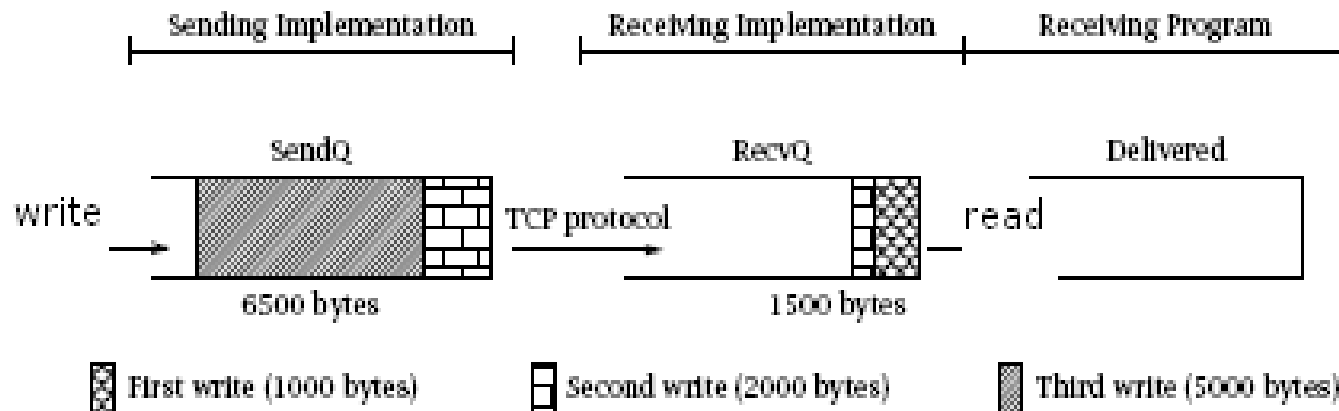 Sending Implementation
Receiving Implementation
Receiving Program
SendQ
RecvQ
Delivered
write
TCP protocol
read
6500 bytes
1500 bytes
First write (1000 bytes)
Second write (2000 bytes)
Third write (5000 bytes)